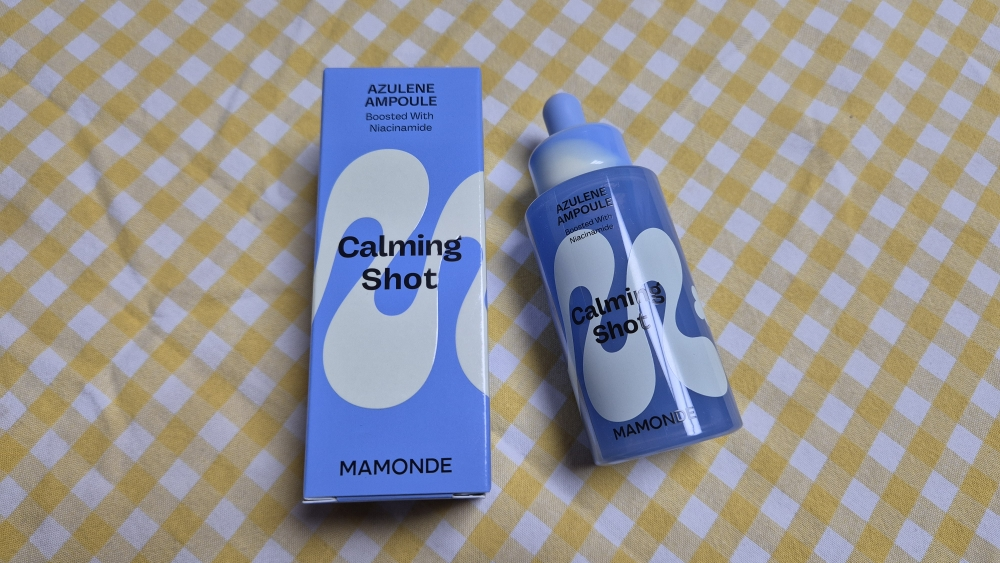 AZULENE
AMPOULE
Boosted With
Niacinamide
Calming
Shot
MAMONDE
AZULENE
AMPOULE
Boosted With
Niacinamide
Calming
Shot
MAMONDE